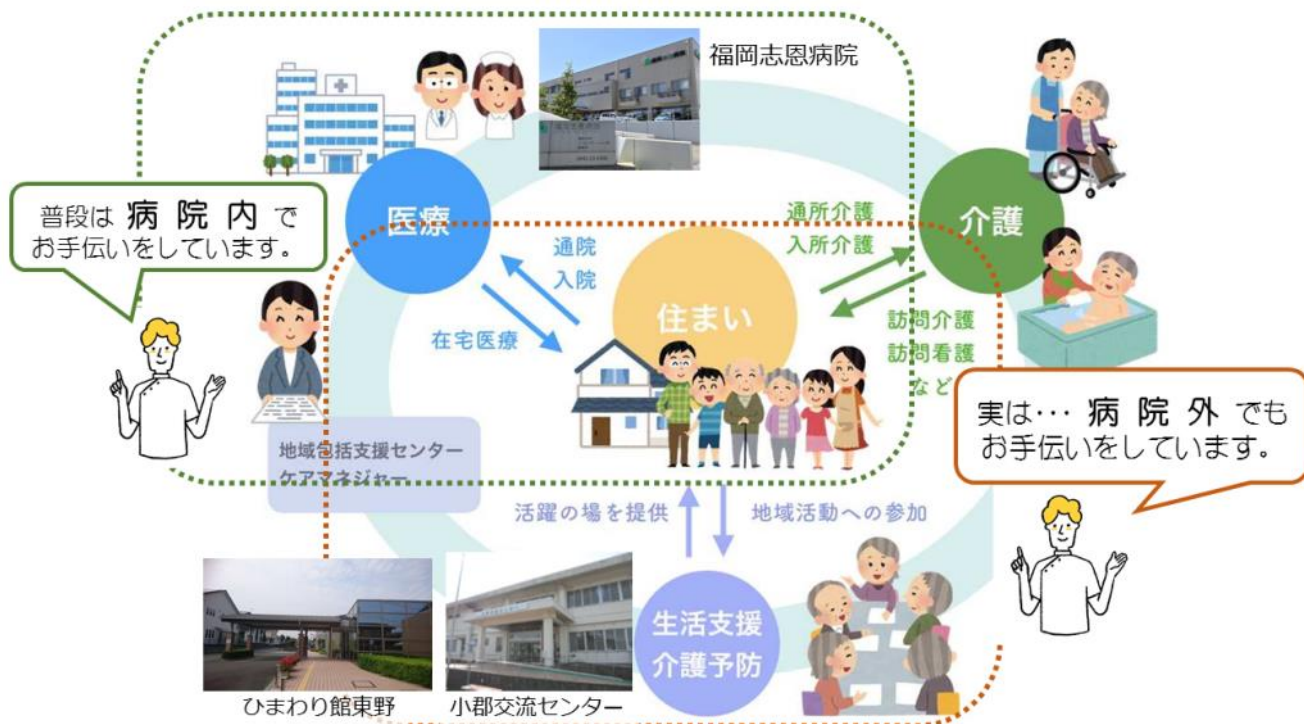 福岡志恩病院
医療
介護
普段は 病院内 で
お手伝いをしています。
通所介護
入所介護
通院
入院
住まい
在宅医療
訪問介護
訪問看護
など
実は・・・ 病院外 でも
お手伝いをしています。
地域包括支援センター
ケアマネジャー
活躍の場を提供
地域活動への参加
生活支援
介護予防
ひまわり館東野
小郡交流センター